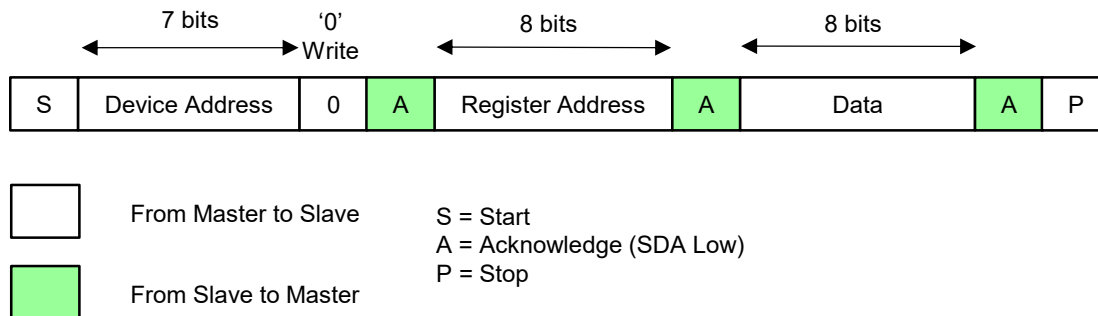 7 bits
‘0’
Write
8 bits
8 bits
S Device Address 0 A Register Address A Data A P
From Master to Slave
S = Start
A = Acknowledge (SDA Low)
P = Stop
From Slave to Master